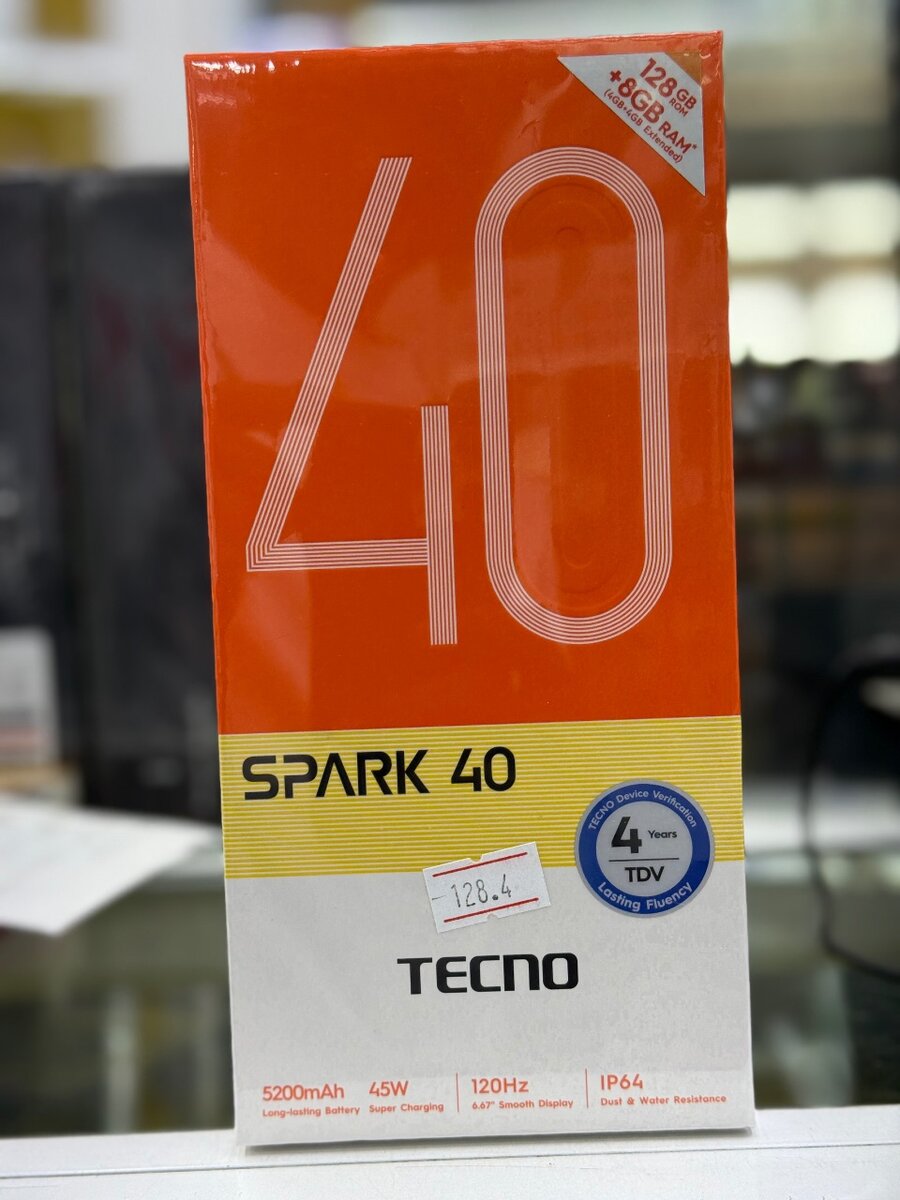 128GB
ROM
+8GB RAM*
(4GB+4GB Extended)
40
SPARK 40
TECNO Device Verification
4 Years
TDV
Lasting Fluency
-128.4
TECNO
5200mAh 45W 120Hz IP64
Long-lasting Battery Super Charging 6.67" Smooth Display Dust & Water Resistance